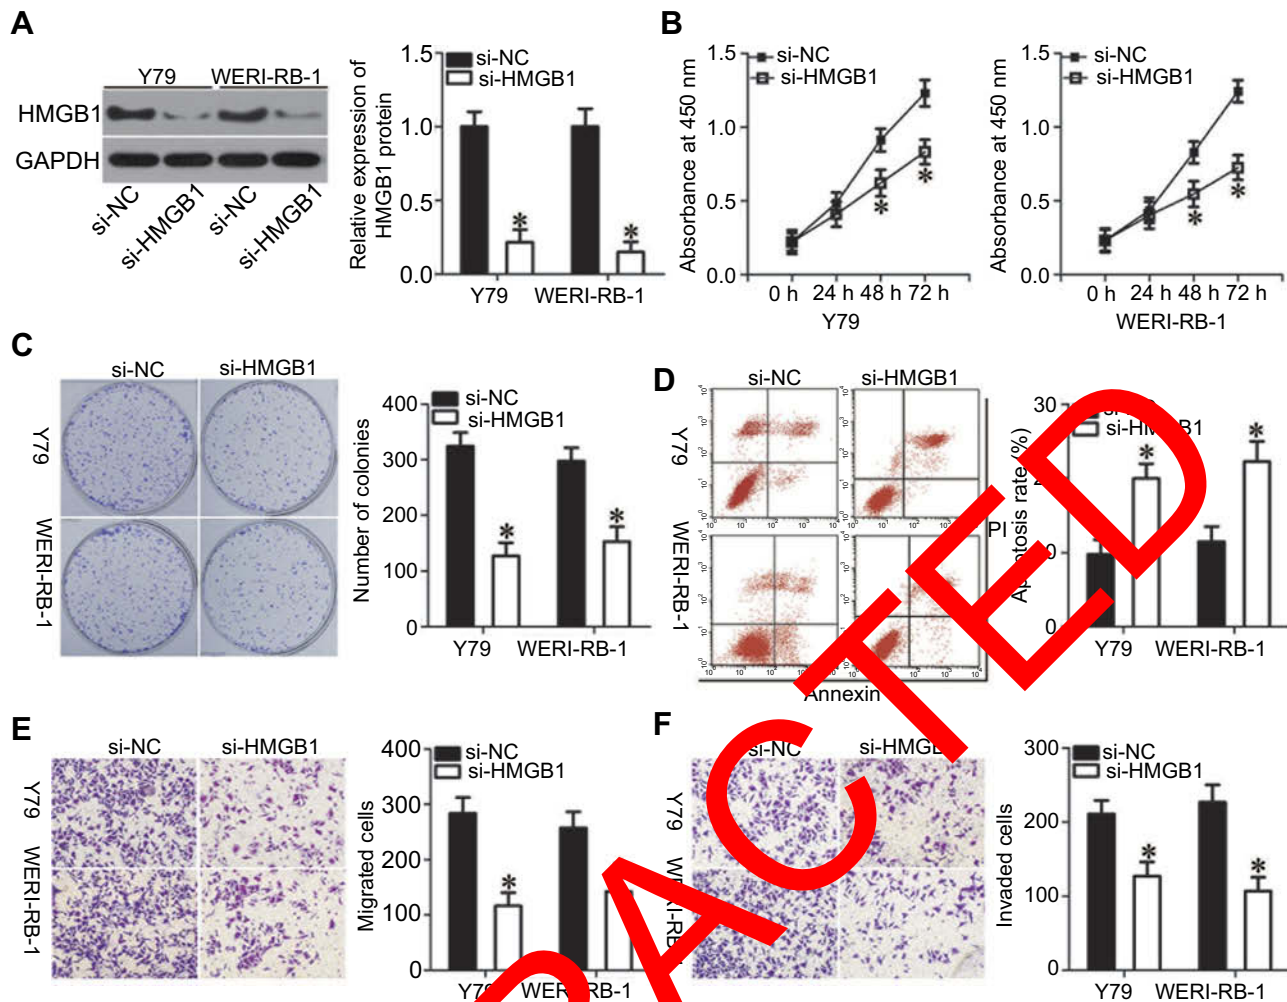 A
Y79 WERI-RB-1
HMGB1
GAPDH
si-NC
si-HMGB1
si-NC
si-HMGB1
Relative expression of
HMGB1 protein
1.5
1.0
0.5
0.0
si-NC
si-HMGB1
*
*
Y79 WERI-RB-1
B
Absorbance at 450 nm
1.5
1.0
0.5
0.0
si-NC
si-HMGB1
*
*
0 h 24 h 48 h 72 h
Y79
Absorbance at 450 nm
1.5
1.0
0.5
0.0
si-NC
si-HMGB1
*
*
0 h 24 h 48 h 72 h
WERI-RB-1
C
si-NC si-HMGB1
Y79
WERI-RB-1
Number of colonies
400
300
200
100
0
si-NC
si-HMGB1
*
*
Y79 WERI-RB-1
D
si-NC si-HMGB1
Y79
WERI-RB-1
PI
Annexin
rate (%)
30
0
si-HMGB1
*
*
Y79 WERI-RB-1
E
si-NC si-HMGB1
Y79
WERI-RB-1
Migrated cells
400
300
200
100
0
si-NC
si-HMGB1
*
Y79 WERI-RB-1
F
si-NC
Y79
Invaded cells
300
200
100
0
si-NC
si-HMGB1
*
*
Y79 WERI-RB-1
ACTED